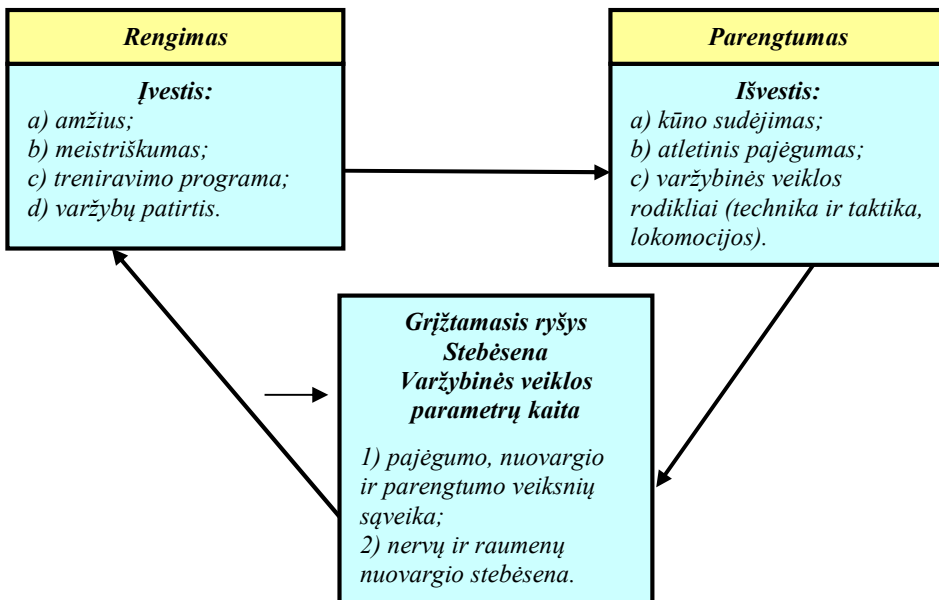 Rengimas
Įvestis:
a) amžius;
b) meistriškumas;
c) treniravimo programa;
d) varžybų patirtis.
Parengtumas
Išvestis:
a) kūno sudėjimas;
b) atletinis pajėgumas;
c) varžybinės veiklos
rodikliai (technika ir taktika,
lokomocijos).
Grįžtamasis ryšys
Stebėsena
Varžybinės veiklos
parametrų kaita
1) pajėgumo, nuovargio
ir parengtumo veiksnių
sąveika;
2) nervų ir raumenų
nuovargio stebėsena.